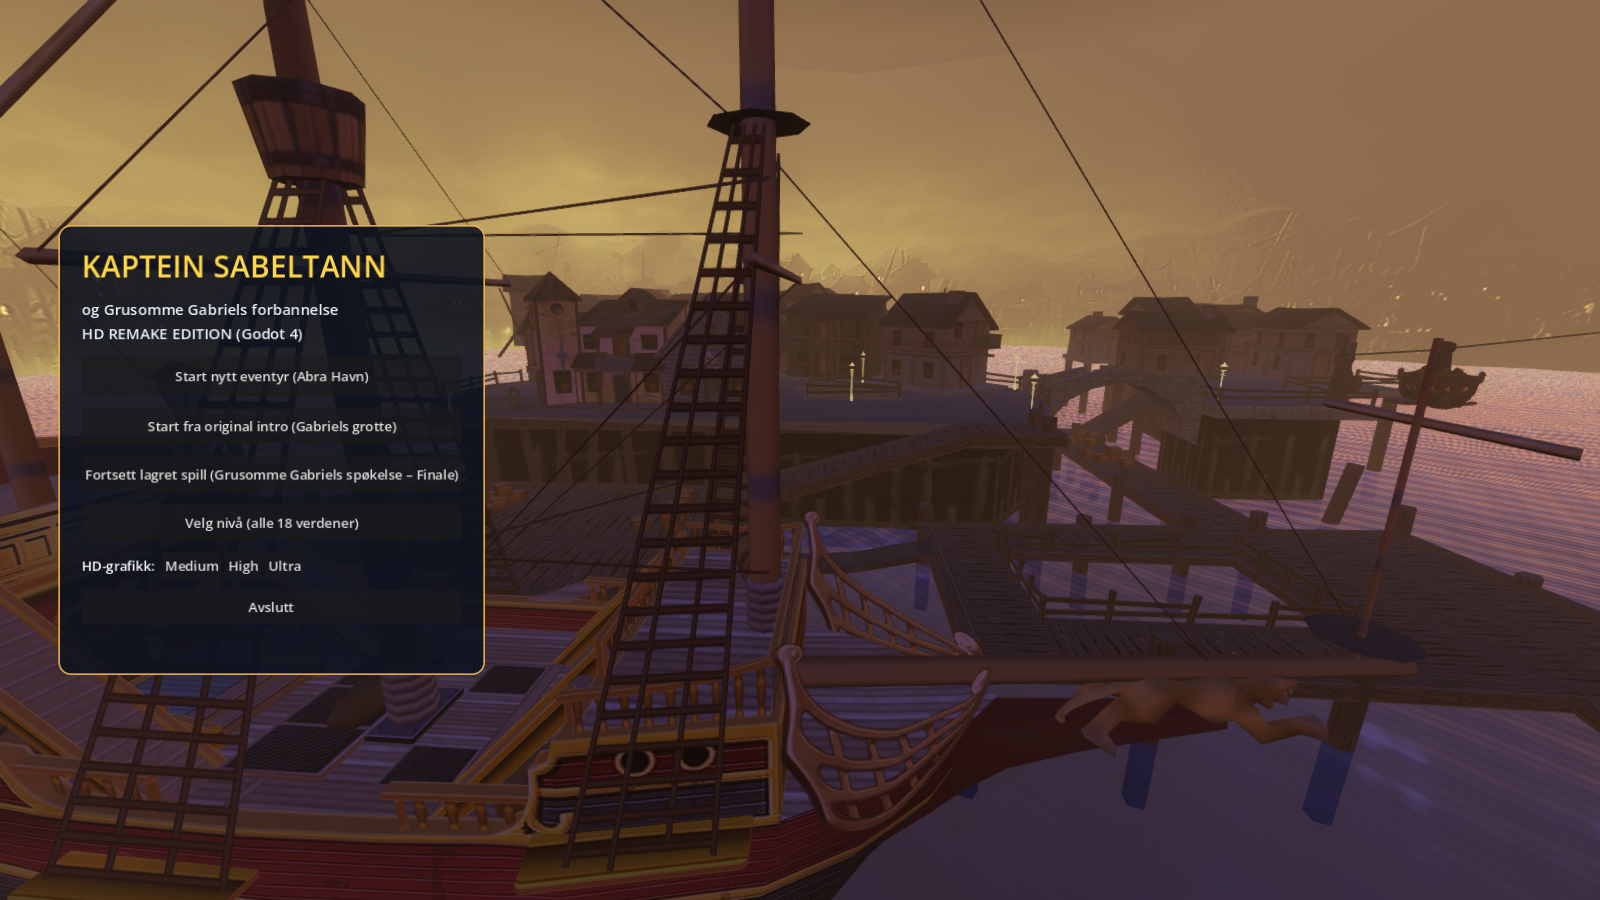 KAPTEIN SABELTANN
og Grusomme Gabriels forbannelse
HD REMAKE EDITION (Godot 4)
Start nytt eventyr (Abra Havn)
Start fra original intro (Gabriels grotte)
Fortsett lagret spill (Grusomme Gabriels spøkelse – Finale)
Velg nivå (alle 18 verdener)
HD-grafikk: Medium High Ultra
Avslutt